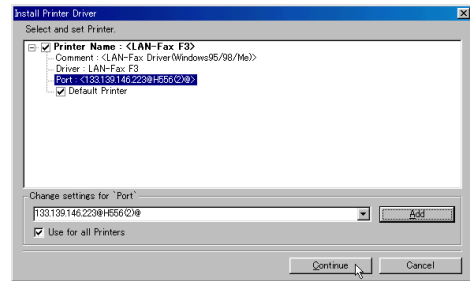 Install Printer Driver
Select and set Printer.
Printer Name : <LAN-Fax F3>
Comment : <LAN-Fax Driver(Windows95/98/Me)>
Driver : LAN-Fax F3
Port : <133.139.146.223@H556(2)@>
Default Printer
Change settings for `Port`
133.139.146.223@H556(2)@
Add
Use for all Printers
Continue
Cancel